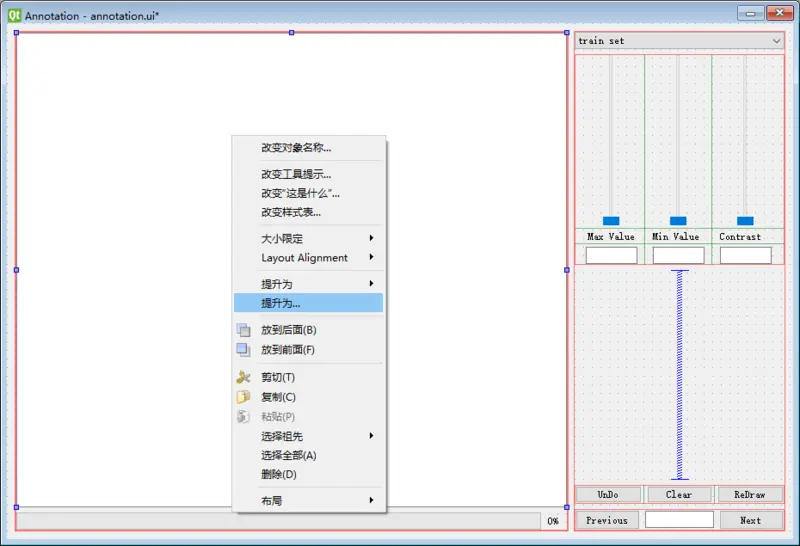 Qt Annotation - annotation.ui*
train set
改变对象名称...
改变工具提示...
改变"这是什么"...
改变样式表...
大小限定
Layout Alignment
提升为
提升为...
放到后面(B)
放到前面(F)
剪切(T)
复制(C)
粘贴(P)
选择祖先
选择全部(A)
删除(D)
布局
Max Value Min Value Contrast
UnDo Clear ReDraw
0% Previous Next